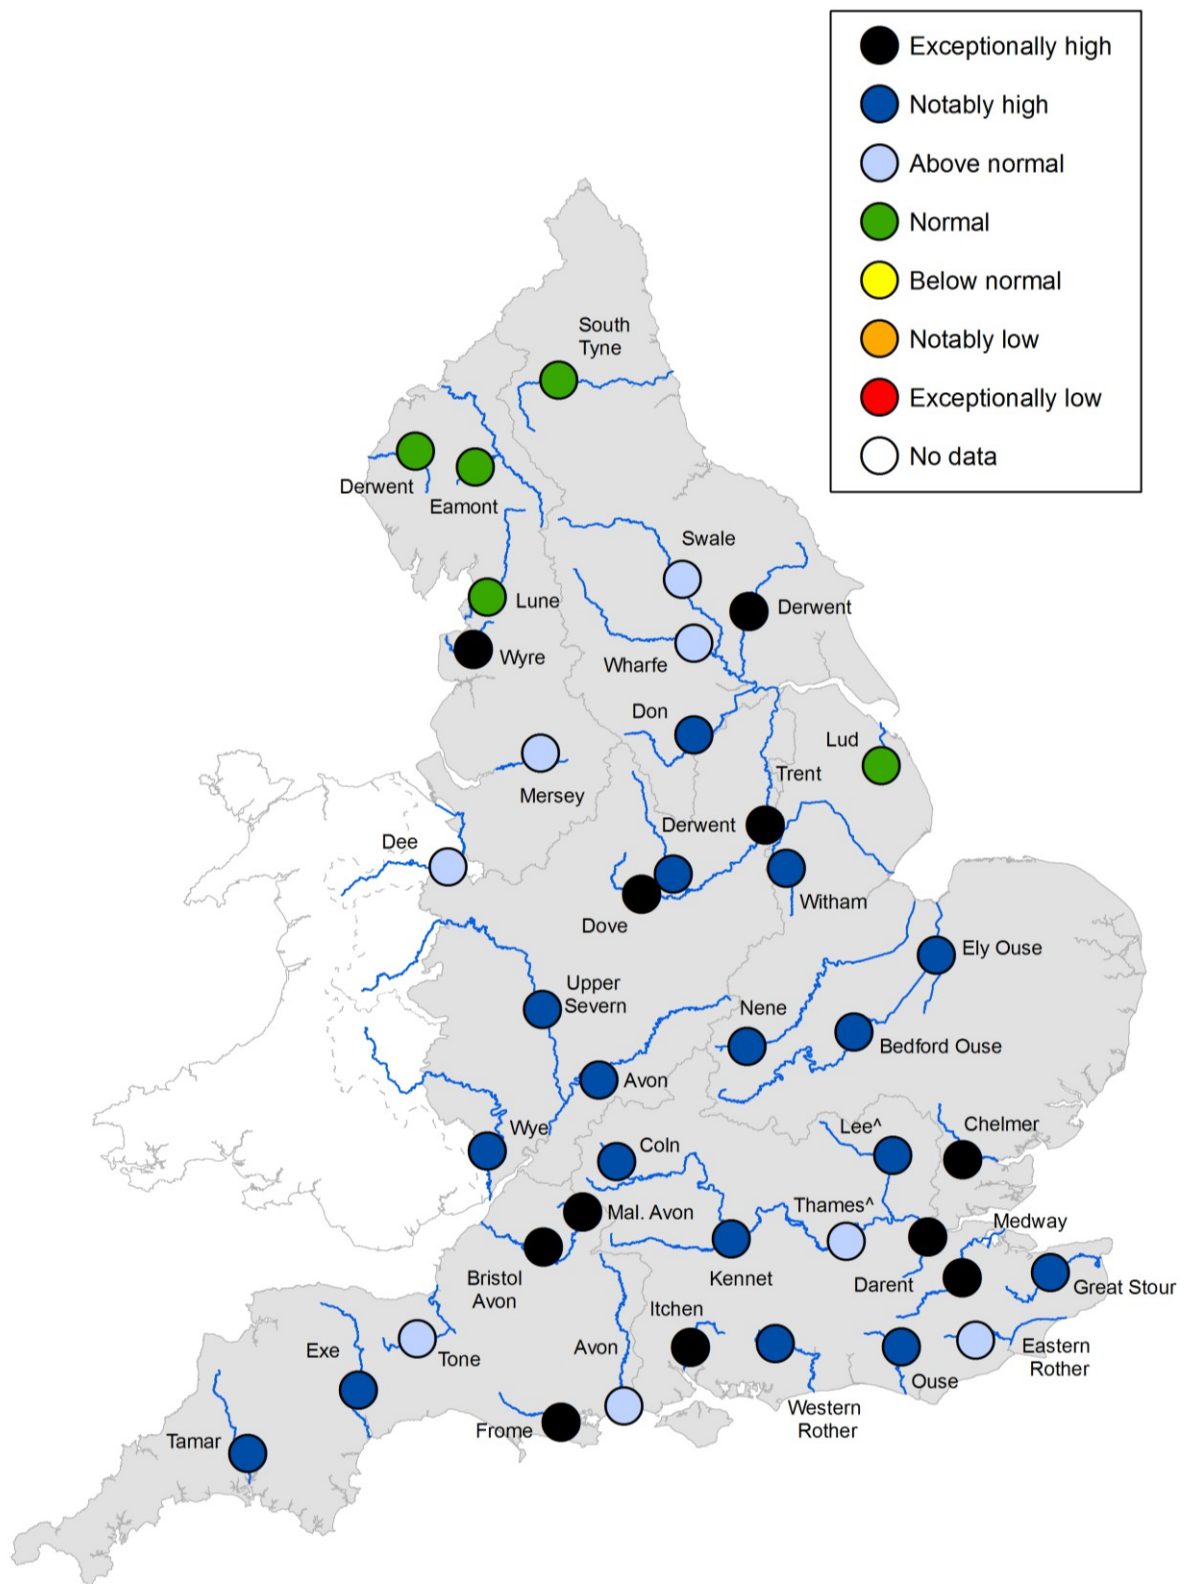 Exceptionally high
Notably high
Above normal
Normal
Below normal
Notably low
Exceptionally low
No data
South
Tyne
Derwent
Eamont
Swale
Lune
Derwent
Wyre
Wharfe
Don
Lud
Trent
Mersey
Derwent
Dee
Witham
Dove
Ely Ouse
Upper
Severn
Nene
Bedford Ouse
Avon
Wye
Coln
Lee^
Chelmer
Thames^
Mal. Avon
Medway
Bristol
Avon
Kennet
Darent
Great Stour
Itchen
Exe
Tone
Avon
Eastern
Rother
Ouse
Western
Rother
Frome
Tamar